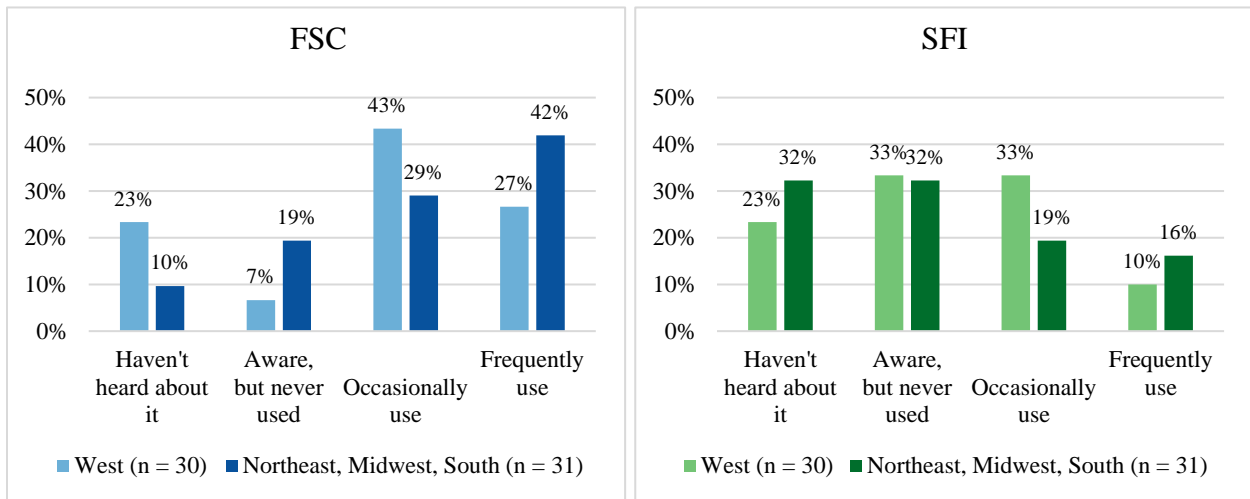 FSC
50%
40%
30%
20%
10%
0%
23%
10%
7%
19%
43%
29%
27%
42%
Haven't
heard about
it
Aware,
but never
used
Occasionally
use
Frequently
use
West (n = 30)
Northeast, Midwest, South (n = 31)
SFI
50%
40%
30%
20%
10%
0%
23%
32%
33%
32%
33%
19%
10%
16%
Haven't
heard about
it
Aware,
but never
used
Occasionally
use
Frequently
use
West (n = 30)
Northeast, Midwest, South (n = 31)